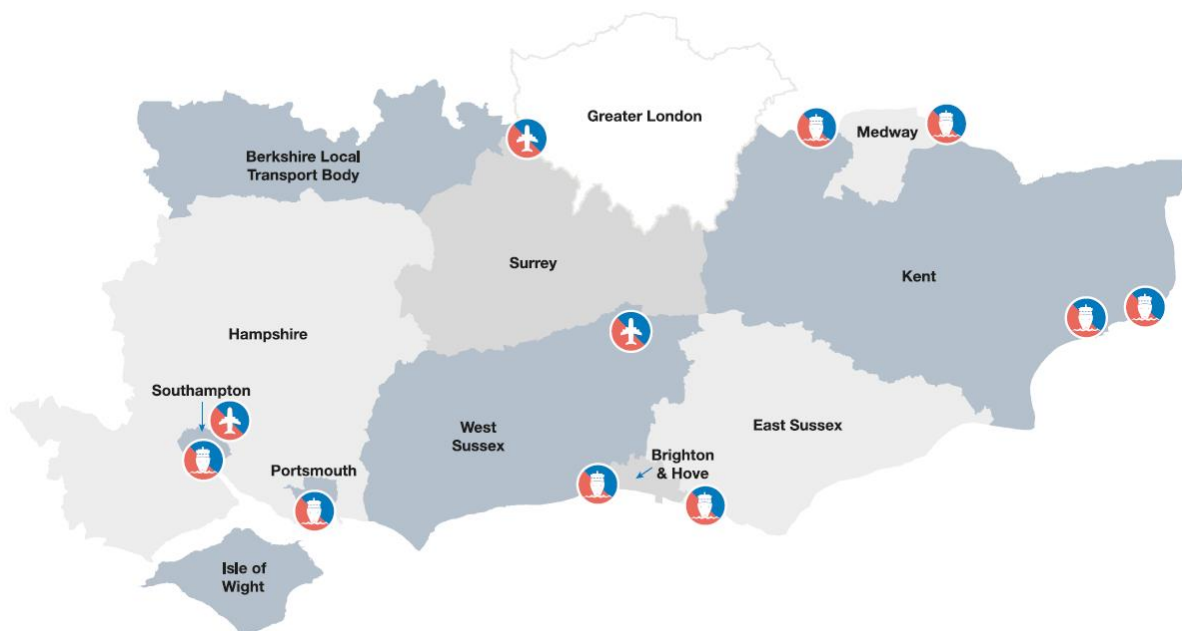 Greater London
Medway
Berkshire Local
Transport Body
Surrey
Kent
Hampshire
Southampton
West
Sussex
East Sussex
Brighton
& Hove
Portsmouth
Isle of
Wight